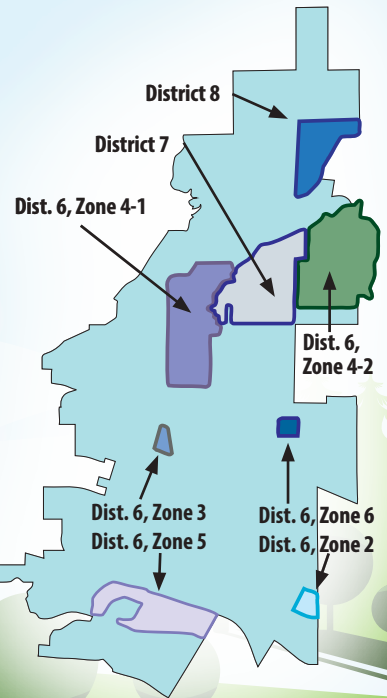 District 8
District 7
Dist. 6, Zone 4-1
Dist. 6,
Zone 4-2
Dist. 6, Zone 3
Dist. 6, Zone 5
Dist. 6, Zone 6
Dist. 6, Zone 2